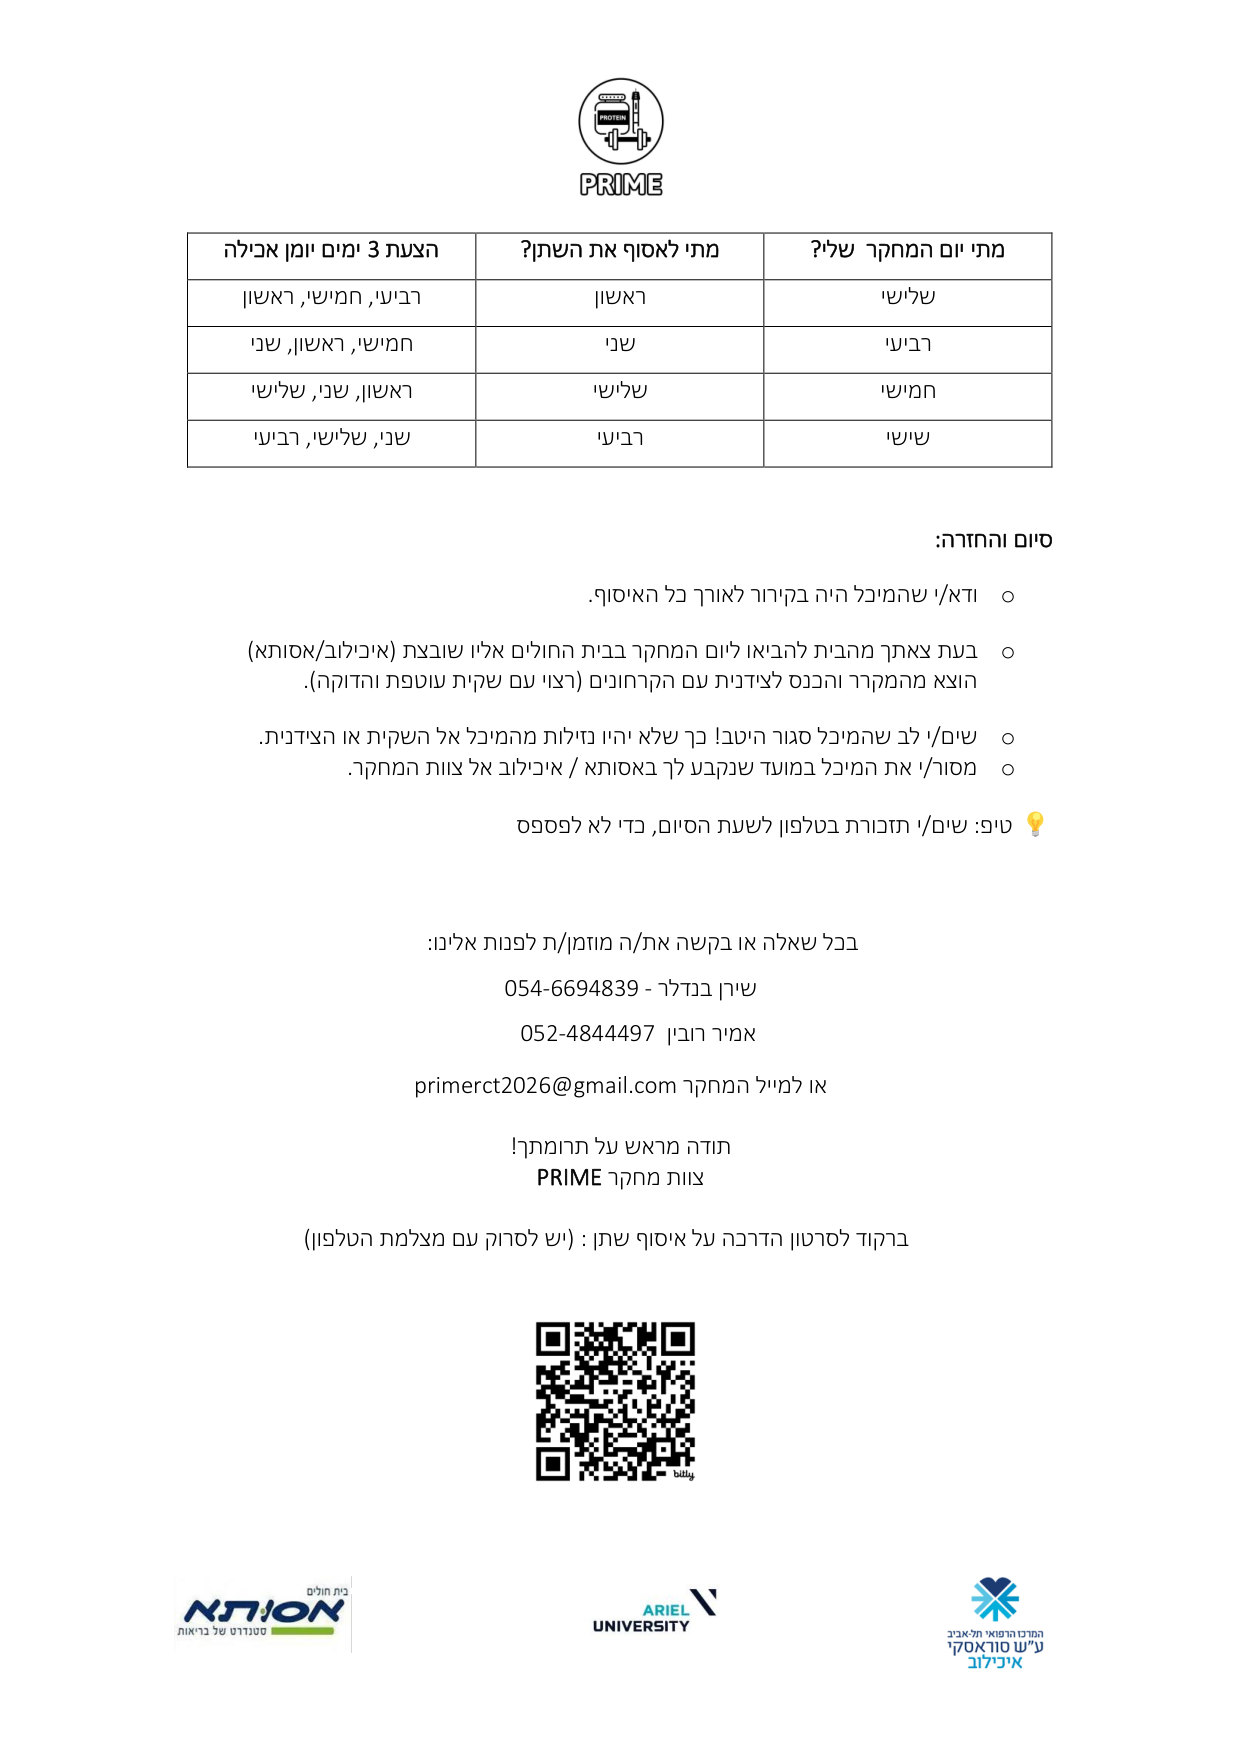 PROTEIN
PRIME
מתי יום המחקר שלי? מתי לאסוף את השתן? הצעת 3 ימים יומן אכילה
שלישי ראשון רביעי, חמישי, ראשון
רביעי שני חמישי, ראשון, שני
חמישי שלישי ראשון, שני, שלישי
שישי רביעי שני, שלישי, רביעי
סיום והחזרה:
o ודא/י שהמיכל היה בקירור לאורך כל האיסוף.
o בעת צאתך מהבית להביאו ליום המחקר בבית החולים אליו שובצת (איכילוב/אסותא)
הוצא מהמקרר והכנס לצידנית עם הקרחונים (רצוי עם שקית עוטפת והדוקה).
o שים/י לב שהמיכל סגור היטב! כך שלא יהיו נזילות מהמיכל אל השקית או הצידנית.
o מסור/י את המיכל במועד שנקבע לך באסותא / איכילוב אל צוות המחקר.
💡 טיפ: שים/י תזכורת בטלפון לשעת הסיום, כדי לא לפספס
בכל שאלה או בקשה את/ה מוזמן/ת לפנות אלינו:
שירן בנדלר - 054-6694839
אמיר רובין 052-4844497
או למייל המחקר primerct2026@gmail.com
תודה מראש על תרומתך!
צוות מחקר PRIME
ברקוד לסרטון הדרכה על איסוף שתן : (יש לסרוק עם מצלמת הטלפון)
bitly
בית חולים
אסותא
סטנדרט של בריאות
ARIEL
UNIVERSITY
המרכז הרפואי תל-אביב
ע"ש סוראסקי
איכילוב